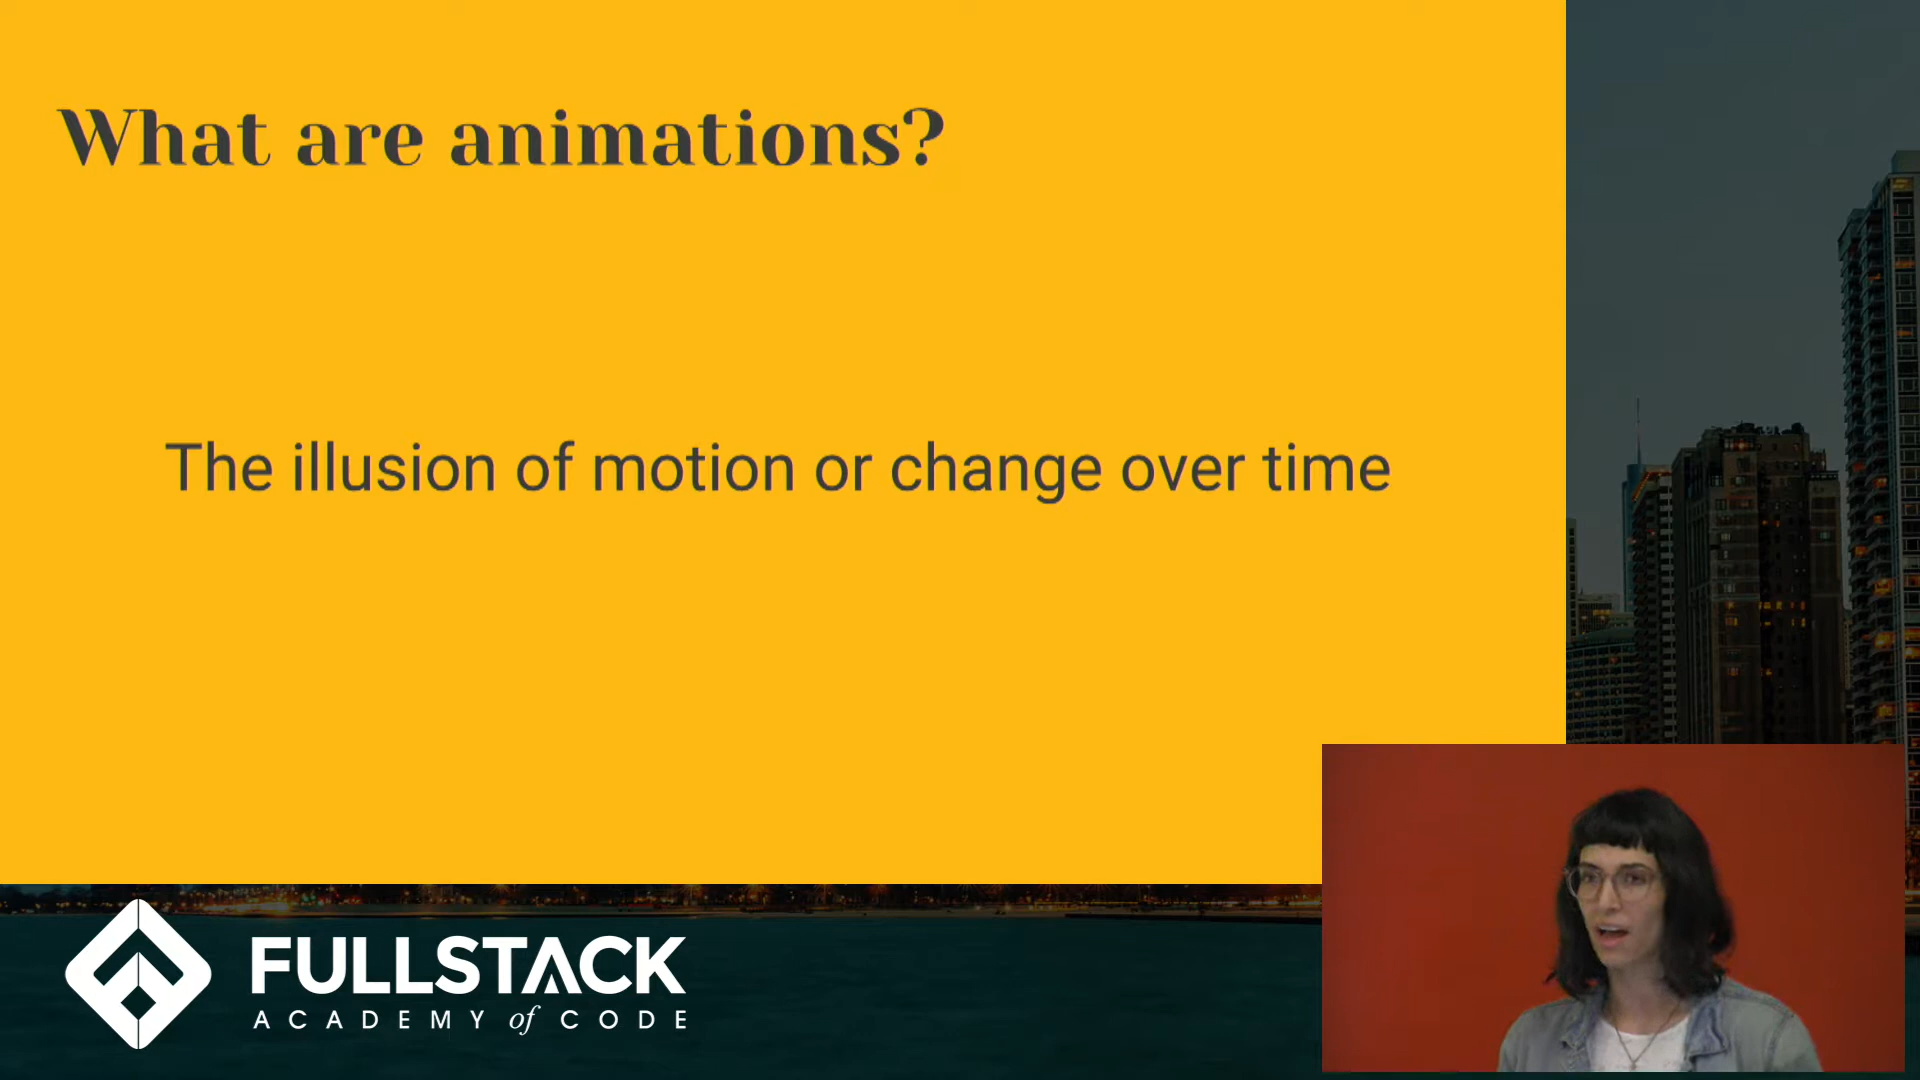 What are animations?
The illusion of motion or change over time
FULLSTACK
ACADEMY of CODE